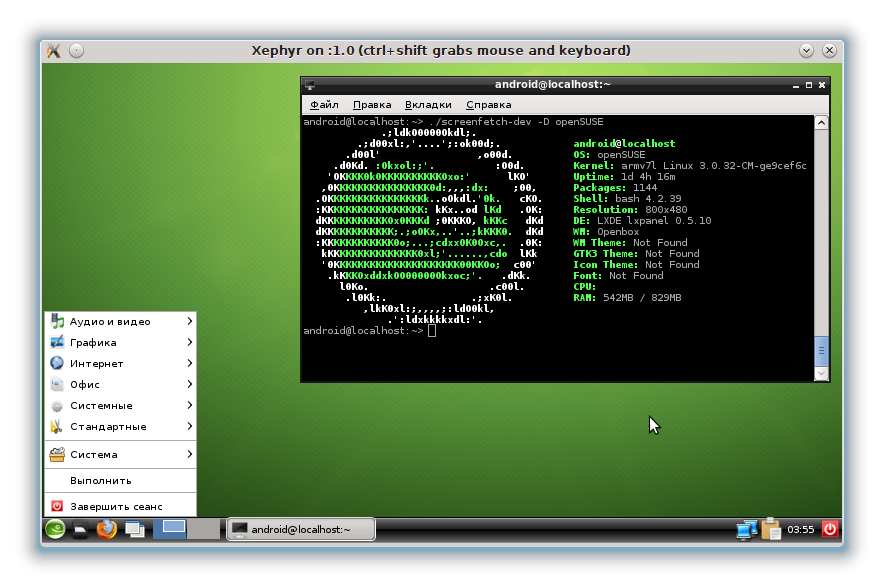 Xephyr on :1.0 (ctrl+shift grabs mouse and keyboard)
android@localhost:~
Файл Правка Вкладки Справка
android@localhost:~> ./screenfetch-dev -D openSUSE
android@localhost
OS: openSUSE
Kernel: armv7l Linux 3.0.32-CM-ge9cef6c
Uptime: 1d 4h 16m
Packages: 1144
Shell: bash 4.2.39
Resolution: 800x480
DE: LXDE lxpanel 0.5.10
WM: Openbox
WM Theme: Not Found
GTK3 Theme: Not Found
Icon Theme: Not Found
Font: Not Found
CPU:
RAM: 542MB / 829MB
android@localhost:~>
Аудио и видео
Графика
Интернет
Офис
Системные
Стандартные
Система
Выполнить
Завершить сеанс
android@localhost:~
03:55